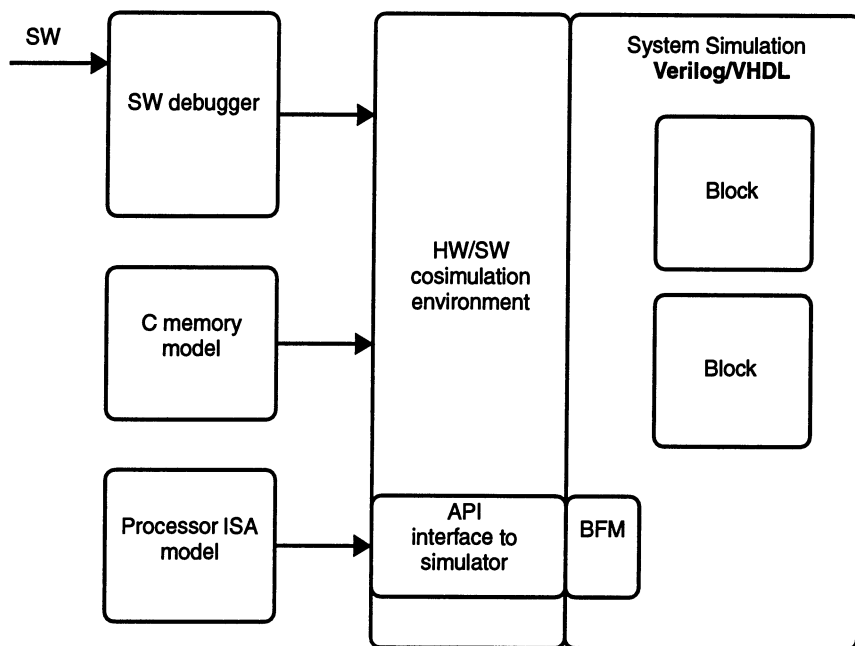 SW
SW debugger
C memory
model
Processor ISA
model
HW/SW
cosimulation
environment
API
interface to
simulator
BFM
System Simulation
Verilog/VHDL
Block
Block